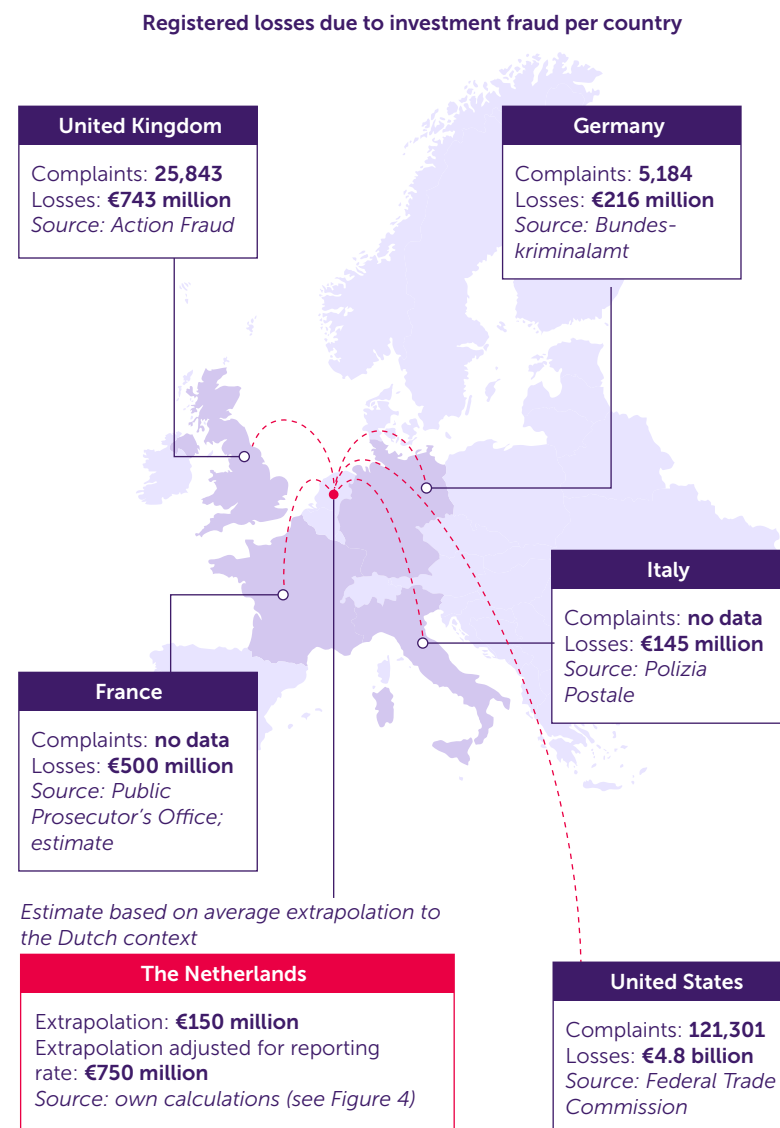 Registered losses due to investment fraud per country
United Kingdom
Complaints: 25,843
Losses: €743 million
Source: Action Fraud
Germany
Complaints: 5,184
Losses: €216 million
Source: Bundes-
kriminalamt
Italy
Complaints: no data
Losses: €145 million
Source: Polizia
Postale
France
Complaints: no data
Losses: €500 million
Source: Public
Prosecutor's Office;
estimate
Estimate based on average extrapolation to
the Dutch context
The Netherlands
Extrapolation: €150 million
Extrapolation adjusted for reporting
rate: €750 million
Source: own calculations (see Figure 4)
United States
Complaints: 121,301
Losses: €4.8 billion
Source: Federal Trade
Commission